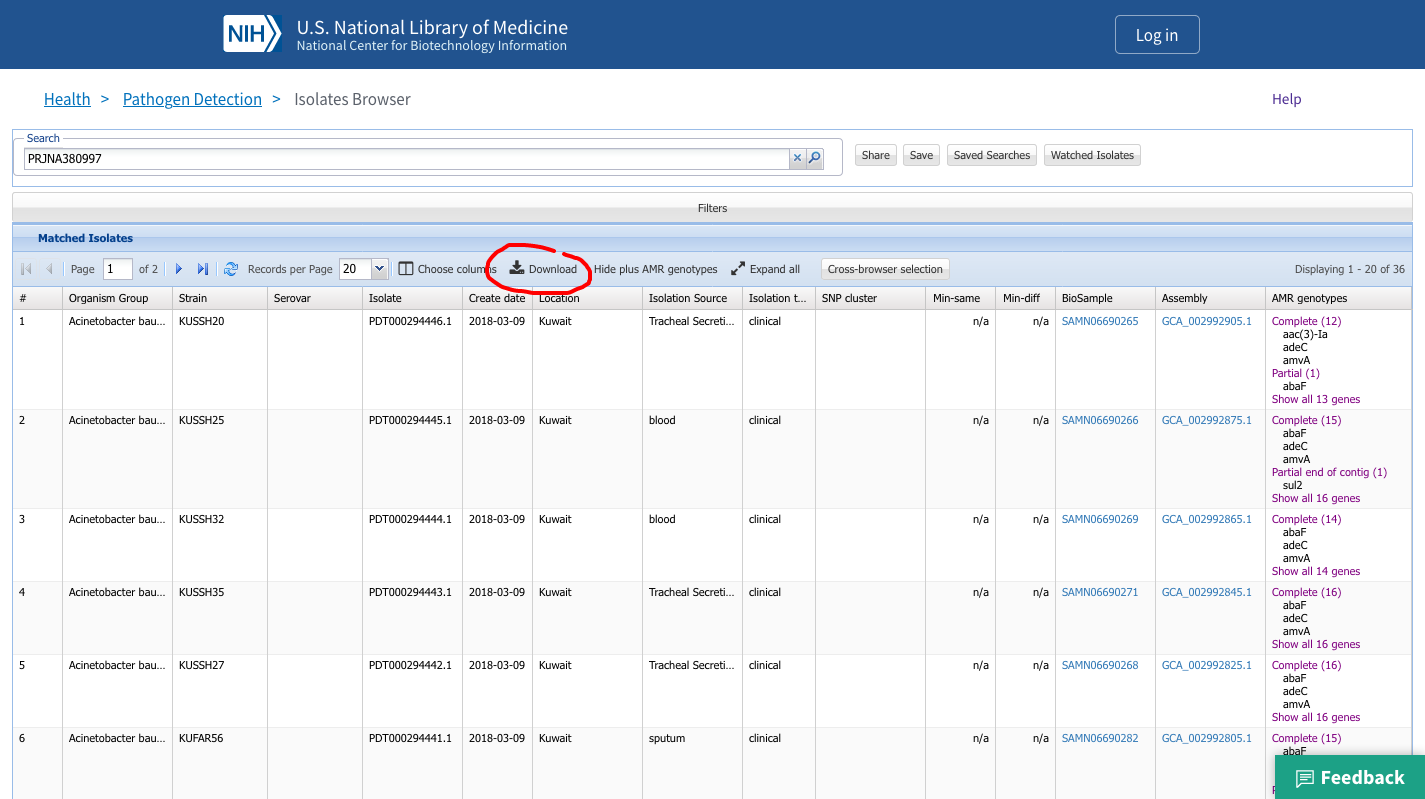 NIH U.S. National Library of Medicine
National Center for Biotechnology Information
Log in
Health > Pathogen Detection > Isolates Browser
Help
Search
PRJNA380997
Share Save Saved Searches Watched Isolates
Filters
Matched Isolates
Page 1 of 2 Records per Page 20 Choose columns Download Hide plus AMR genotypes Expand all Cross-browser selection Displaying 1 - 20 of 36
# Organism Group Strain Serovar Isolate Create date Location Isolation Source Isolation t... SNP cluster Min-same Min-diff BioSample Assembly AMR genotypes
1 Acinetobacter bau... KUSSH20 PDT000294446.1 2018-03-09 Kuwait Tracheal Secreti... clinical n/a n/a SAMN06690265 GCA_002992905.1 Complete (12)
aac(3)-Ia
adeC
amvA
Partial (1)
abaF
Show all 13 genes
2 Acinetobacter bau... KUSSH25 PDT000294445.1 2018-03-09 Kuwait blood clinical n/a n/a SAMN06690266 GCA_002992875.1 Complete (15)
abaF
adeC
amvA
Partial end of contig (1)
sul2
Show all 16 genes
3 Acinetobacter bau... KUSSH32 PDT000294444.1 2018-03-09 Kuwait blood clinical n/a n/a SAMN06690269 GCA_002992865.1 Complete (14)
abaF
adeC
amvA
Show all 14 genes
4 Acinetobacter bau... KUSSH35 PDT000294443.1 2018-03-09 Kuwait Tracheal Secreti... clinical n/a n/a SAMN06690271 GCA_002992845.1 Complete (16)
abaF
adeC
amvA
Show all 16 genes
5 Acinetobacter bau... KUSSH27 PDT000294442.1 2018-03-09 Kuwait Tracheal Secreti... clinical n/a n/a SAMN06690268 GCA_002992825.1 Complete (16)
abaF
adeC
amvA
Show all 16 genes
6 Acinetobacter bau... KUFAR56 PDT000294441.1 2018-03-09 Kuwait sputum clinical n/a n/a SAMN06690282 GCA_002992805.1 Complete (15)
abaF
Feedback